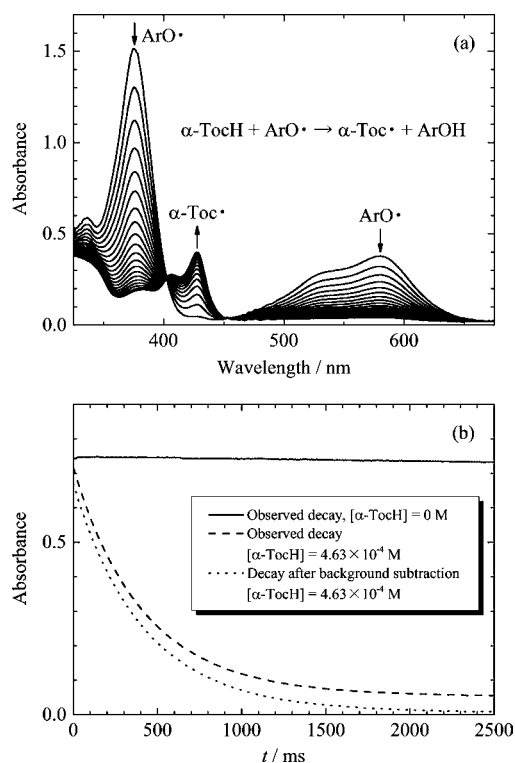 (a)
ArO•
1.5
α-TocH + ArO• → α-Toc• + ArOH
1.0
Absorbance
α-Toc•
ArO•
0.5
0.0
400 500 600
Wavelength / nm
(b)
Observed decay, [α-TocH] = 0 M
Observed decay
[α-TocH] = 4.63×10⁻⁴ M
Decay after background subtraction
[α-TocH] = 4.63×10⁻⁴ M
Absorbance
0.5
0.0
0 500 1000 1500 2000 2500
t / ms